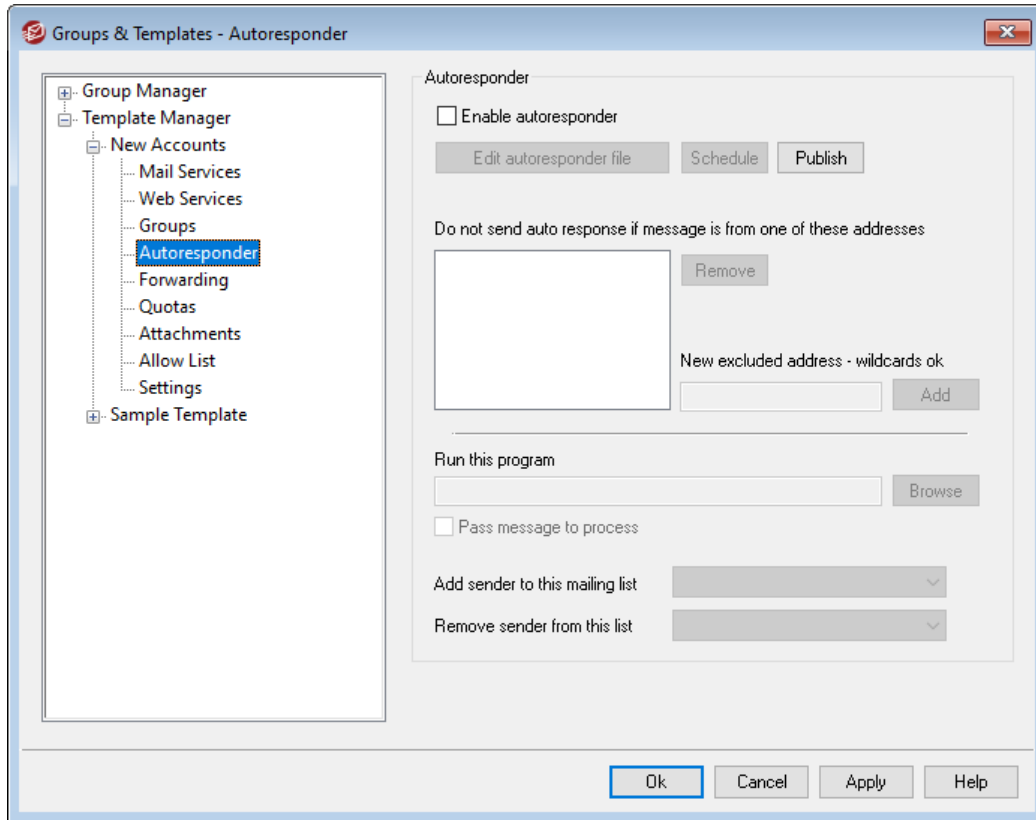 Groups & Templates - Autoresponder
Group Manager
Template Manager
New Accounts
Mail Services
Web Services
Groups
Autoresponder
Forwarding
Quotas
Attachments
Allow List
Settings
Sample Template
Autoresponder
Enable autoresponder
Edit autoresponder file Schedule Publish
Do not send auto response if message is from one of these addresses
Remove
New excluded address - wildcards ok
Add
Run this program
Browse
Pass message to process
Add sender to this mailing list
Remove sender from this list
Ok Cancel Apply Help